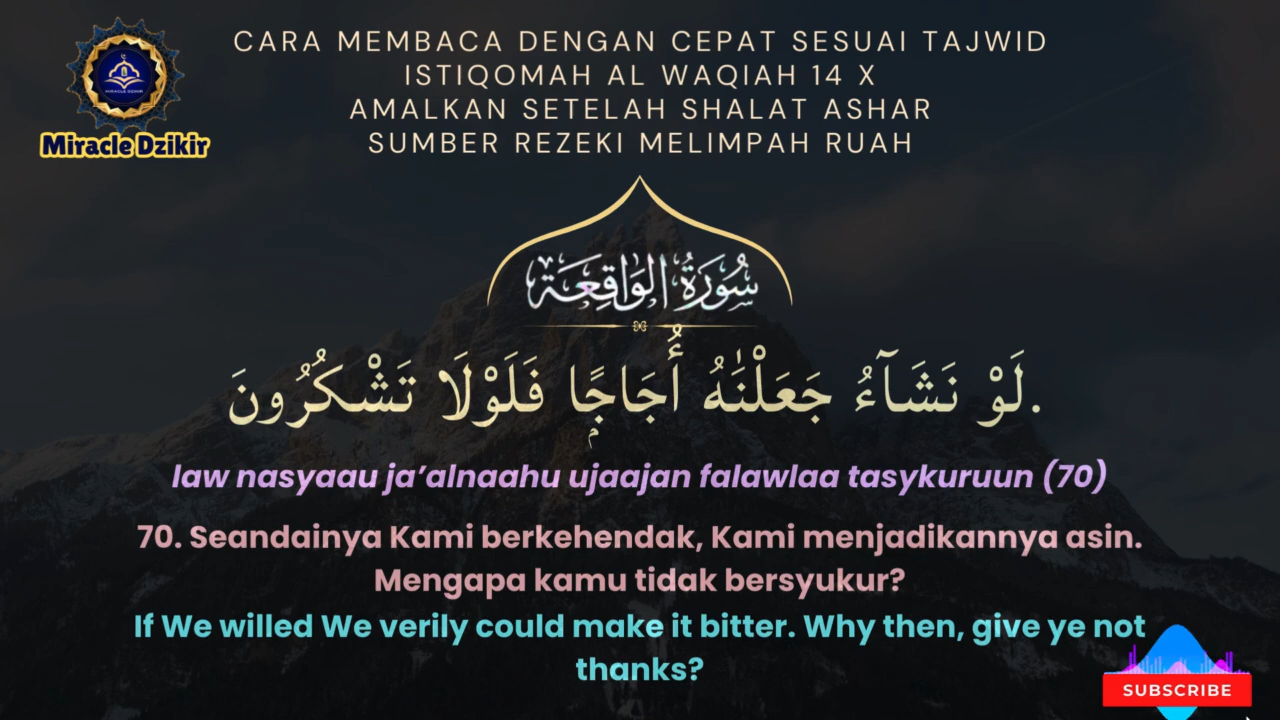 CARA MEMBACA DENGAN CEPAT SESUAI TAJWID
ISTIQOMAH AL WAQIAH 14 X
AMALKAN SETELAH SHALAT ASHAR
SUMBER REZEKI MELIMPAH RUAH
MIRACLE DZIKIR
Miracle Dzikir
سُورَةُ الوَاقِعَة
لَوْ نَشَاۤءُ جَعَلْنٰهُ اُجَاجًاۢ فَلَوْلَا تَشْكُرُونَ.
law nasyaau ja’alnaahu ujaajan falawlaa tasykuruun (70)
70. Seandainya Kami berkehendak, Kami menjadikannya asin.
Mengapa kamu tidak bersyukur?
If We willed We verily could make it bitter. Why then, give ye not
thanks?
SUBSCRIBE